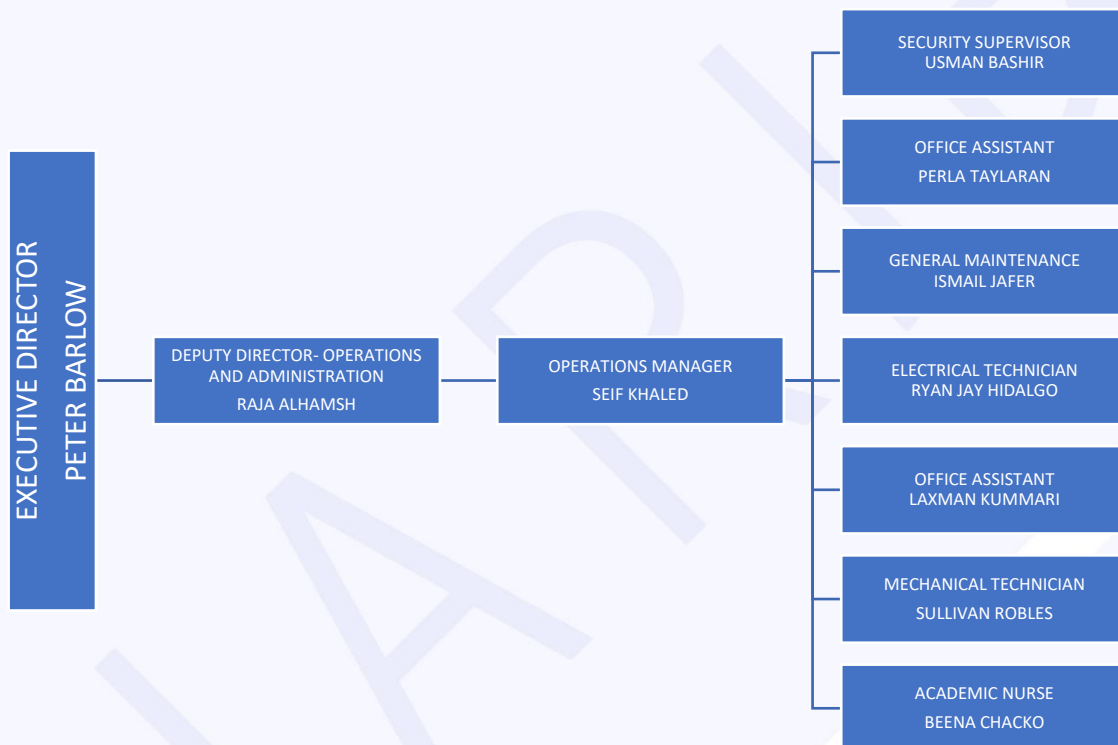 EXECUTIVE DIRECTOR
PETER BARLOW
DEPUTY DIRECTOR- OPERATIONS
AND ADMINISTRATION
RAJA ALHAMSH
OPERATIONS MANAGER
SEIF KHALED
SECURITY SUPERVISOR
USMAN BASHIR
OFFICE ASSISTANT
PERLA TAYLARAN
GENERAL MAINTENANCE
ISMAIL JAFER
ELECTRICAL TECHNICIAN
RYAN JAY HIDALGO
OFFICE ASSISTANT
LAXMAN KUMMARI
MECHANICAL TECHNICIAN
SULLIVAN ROBLES
ACADEMIC NURSE
BEENA CHACKO